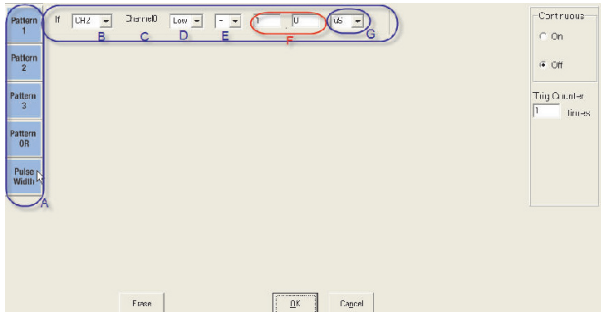 Pattern
1
If CH2 Channel0 Low = 1 . 0 uS
B C D E F G
Pattern
2
Pattern
3
Pattern
OR
Pulse
Width
A
Continuous
On
Off
Trig Counter
1 times
Erase OK Cancel